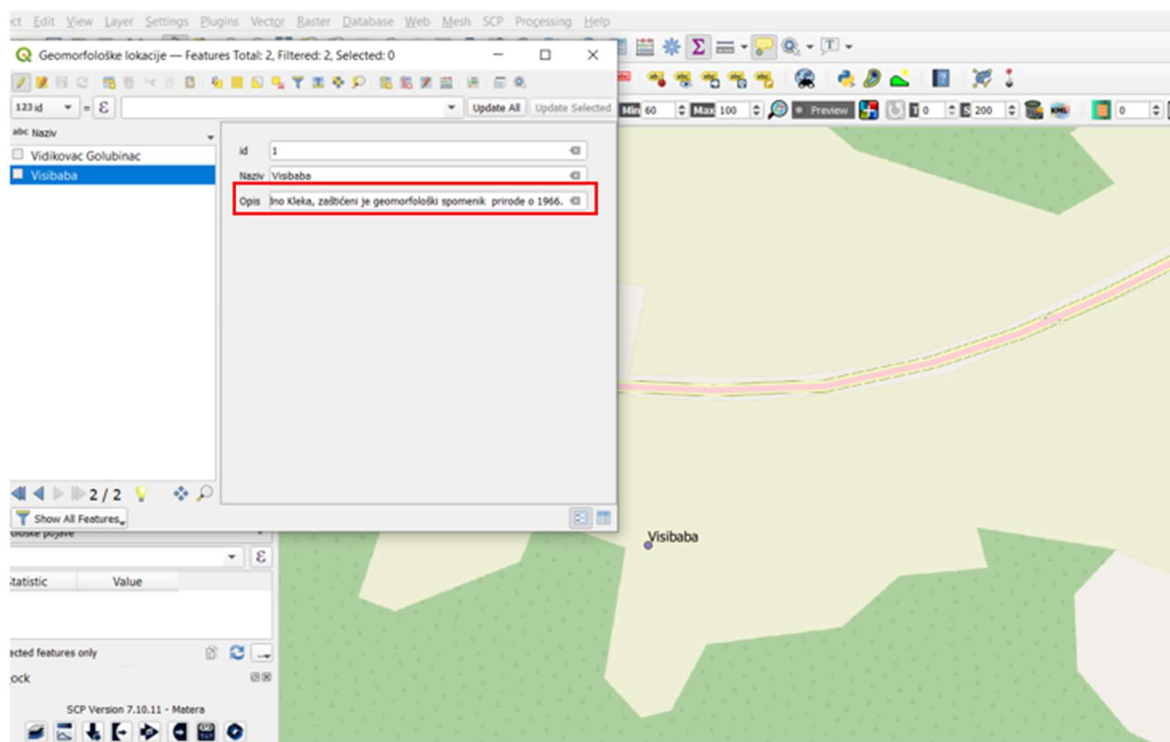 ct Edit View Layer Settings Plugins Vector Raster Database Web Mesh SCP Processing Help
Geomorfološke lokacije — Features Total: 2, Filtered: 2, Selected: 0
123 id = ε Update All Update Selected
Min 60 Max 100 Preview T 0 S 200 0
abc Naziv
Vidikovac Golubinac
Visibaba
id 1
Naziv Visibaba
Opis lno Kleka, zaštićeni je geomorfološki spomenik prirode o 1966.
2 / 2
Show All Features
ološke pojave
ε
tatistic Value
Visibaba
ected features only
ock
SCP Version 7.10.11 - Matera